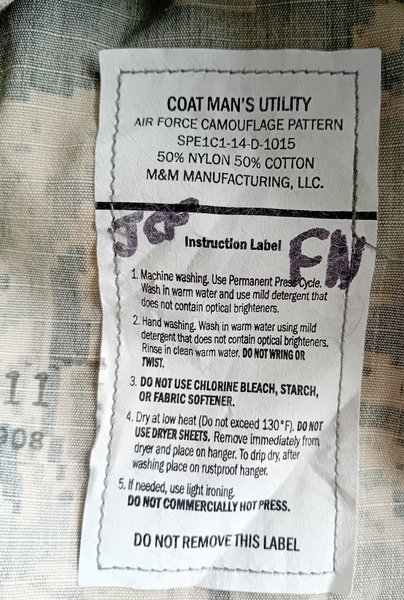 COAT MAN'S UTILITY
AIR FORCE CAMOUFLAGE PATTERN
SPE1C1-14-D-1015
50% NYLON 50% COTTON
M&M MANUFACTURING, LLC.
Instruction Label
FN
1. Machine washing. Use Permanent Press Cycle.
Wash in warm water and use mild detergent that
does not contain optical brighteners.
2. Hand washing. Wash in warm water using mild
detergent that does not contain optical brighteners.
Rinse in clean warm water. DO NOT WRING OR
TWIST.
3. DO NOT USE CHLORINE BLEACH, STARCH,
OR FABRIC SOFTENER.
4. Dry at low heat (Do not exceed 130°F). DO NOT
USE DRYER SHEETS. Remove immediately from
dryer and place on hanger. To drip dry, after
washing place on rustproof hanger.
5. If needed, use light ironing.
DO NOT COMMERCIALLY HOT PRESS.
DO NOT REMOVE THIS LABEL
11
908